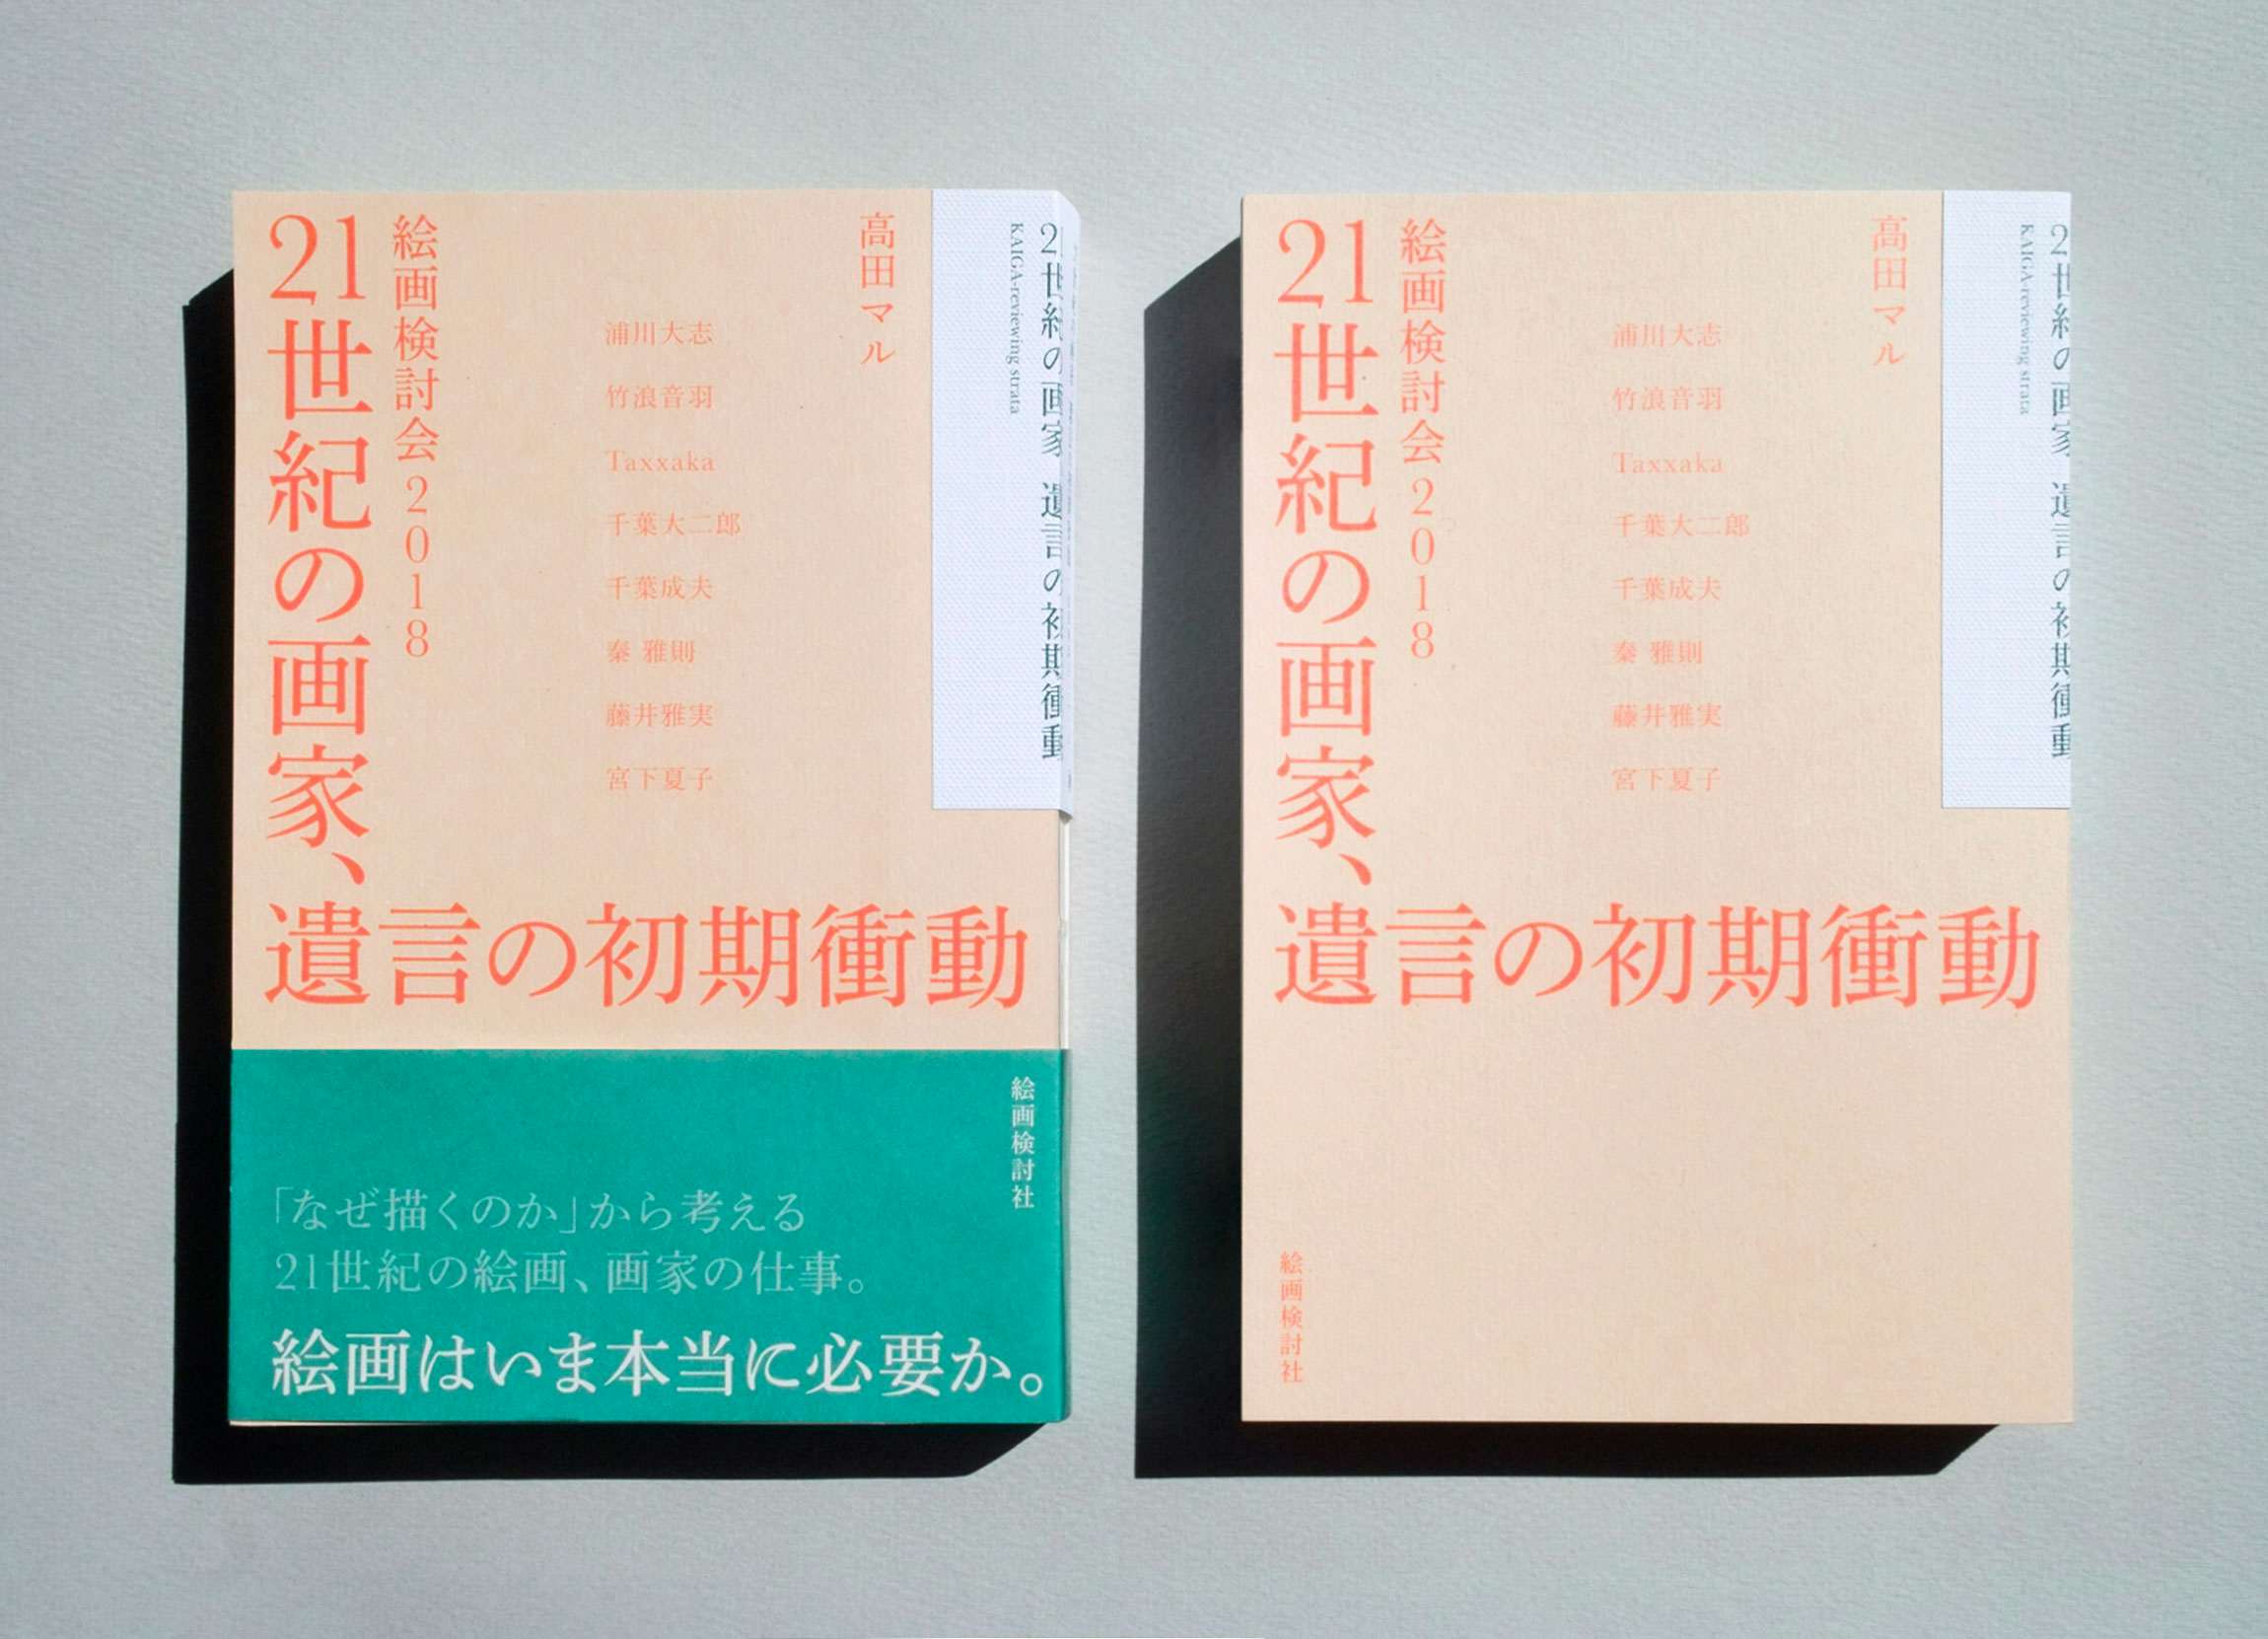 21世紀の画家、
遺言の初期衝動
絵画検討会2018
浦川大志
竹浪音羽
Taxxaka
千葉大二郎
千葉成夫
秦 雅則
藤井雅実
宮下夏子
高田マル
KAIGA-reviewing strata
21世紀の画家 遺言の初期衝動
絵画検討社
「なぜ描くのか」から考える
21世紀の絵画、画家の仕事。
絵画はいま本当に必要か。
21世紀の画家、
遺言の初期衝動
絵画検討会2018
浦川大志
竹浪音羽
Taxxaka
千葉大二郎
千葉成夫
秦 雅則
藤井雅実
宮下夏子
高田マル
KAIGA-reviewing strata
21世紀の画家 遺言の初期衝動
絵画検討社